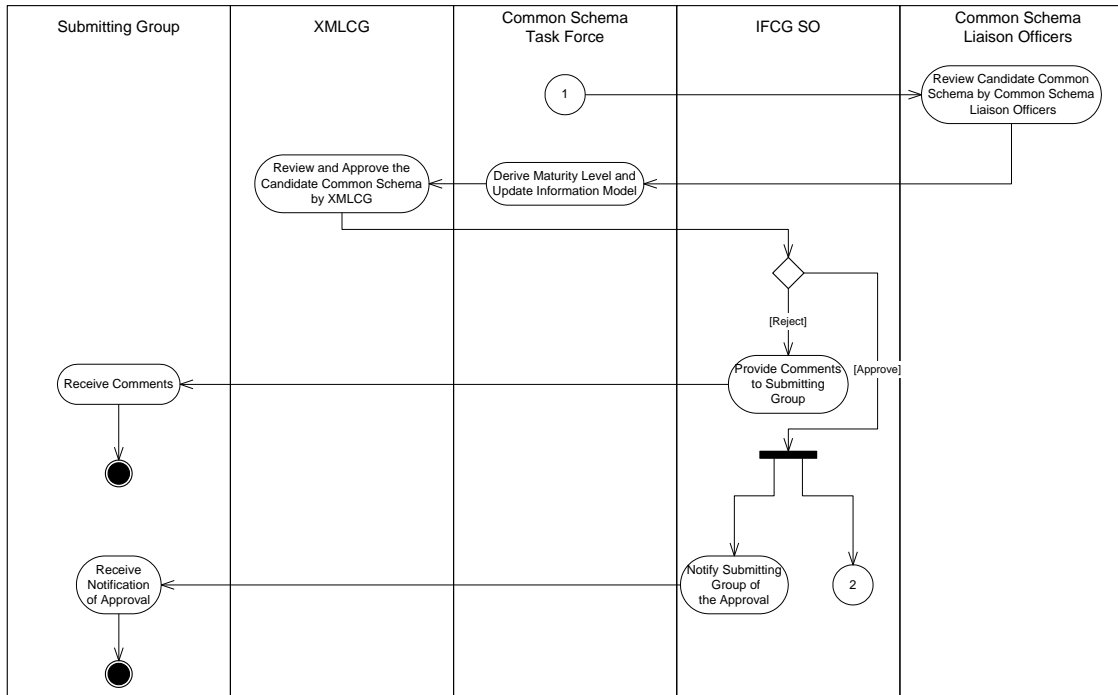 Submitting Group
XMLCG
Common Schema
Task Force
IFCG SO
Common Schema
Liaison Officers
1
Review Candidate Common
Schema by Common Schema
Liaison Officers
Review and Approve the
Candidate Common Schema
by XMLCG
Derive Maturity Level and
Update Information Model
[Reject]
Receive Comments
Provide Comments
to Submitting
Group
[Approve]
Receive
Notification
of Approval
Notify Submitting
Group of
the Approval
2